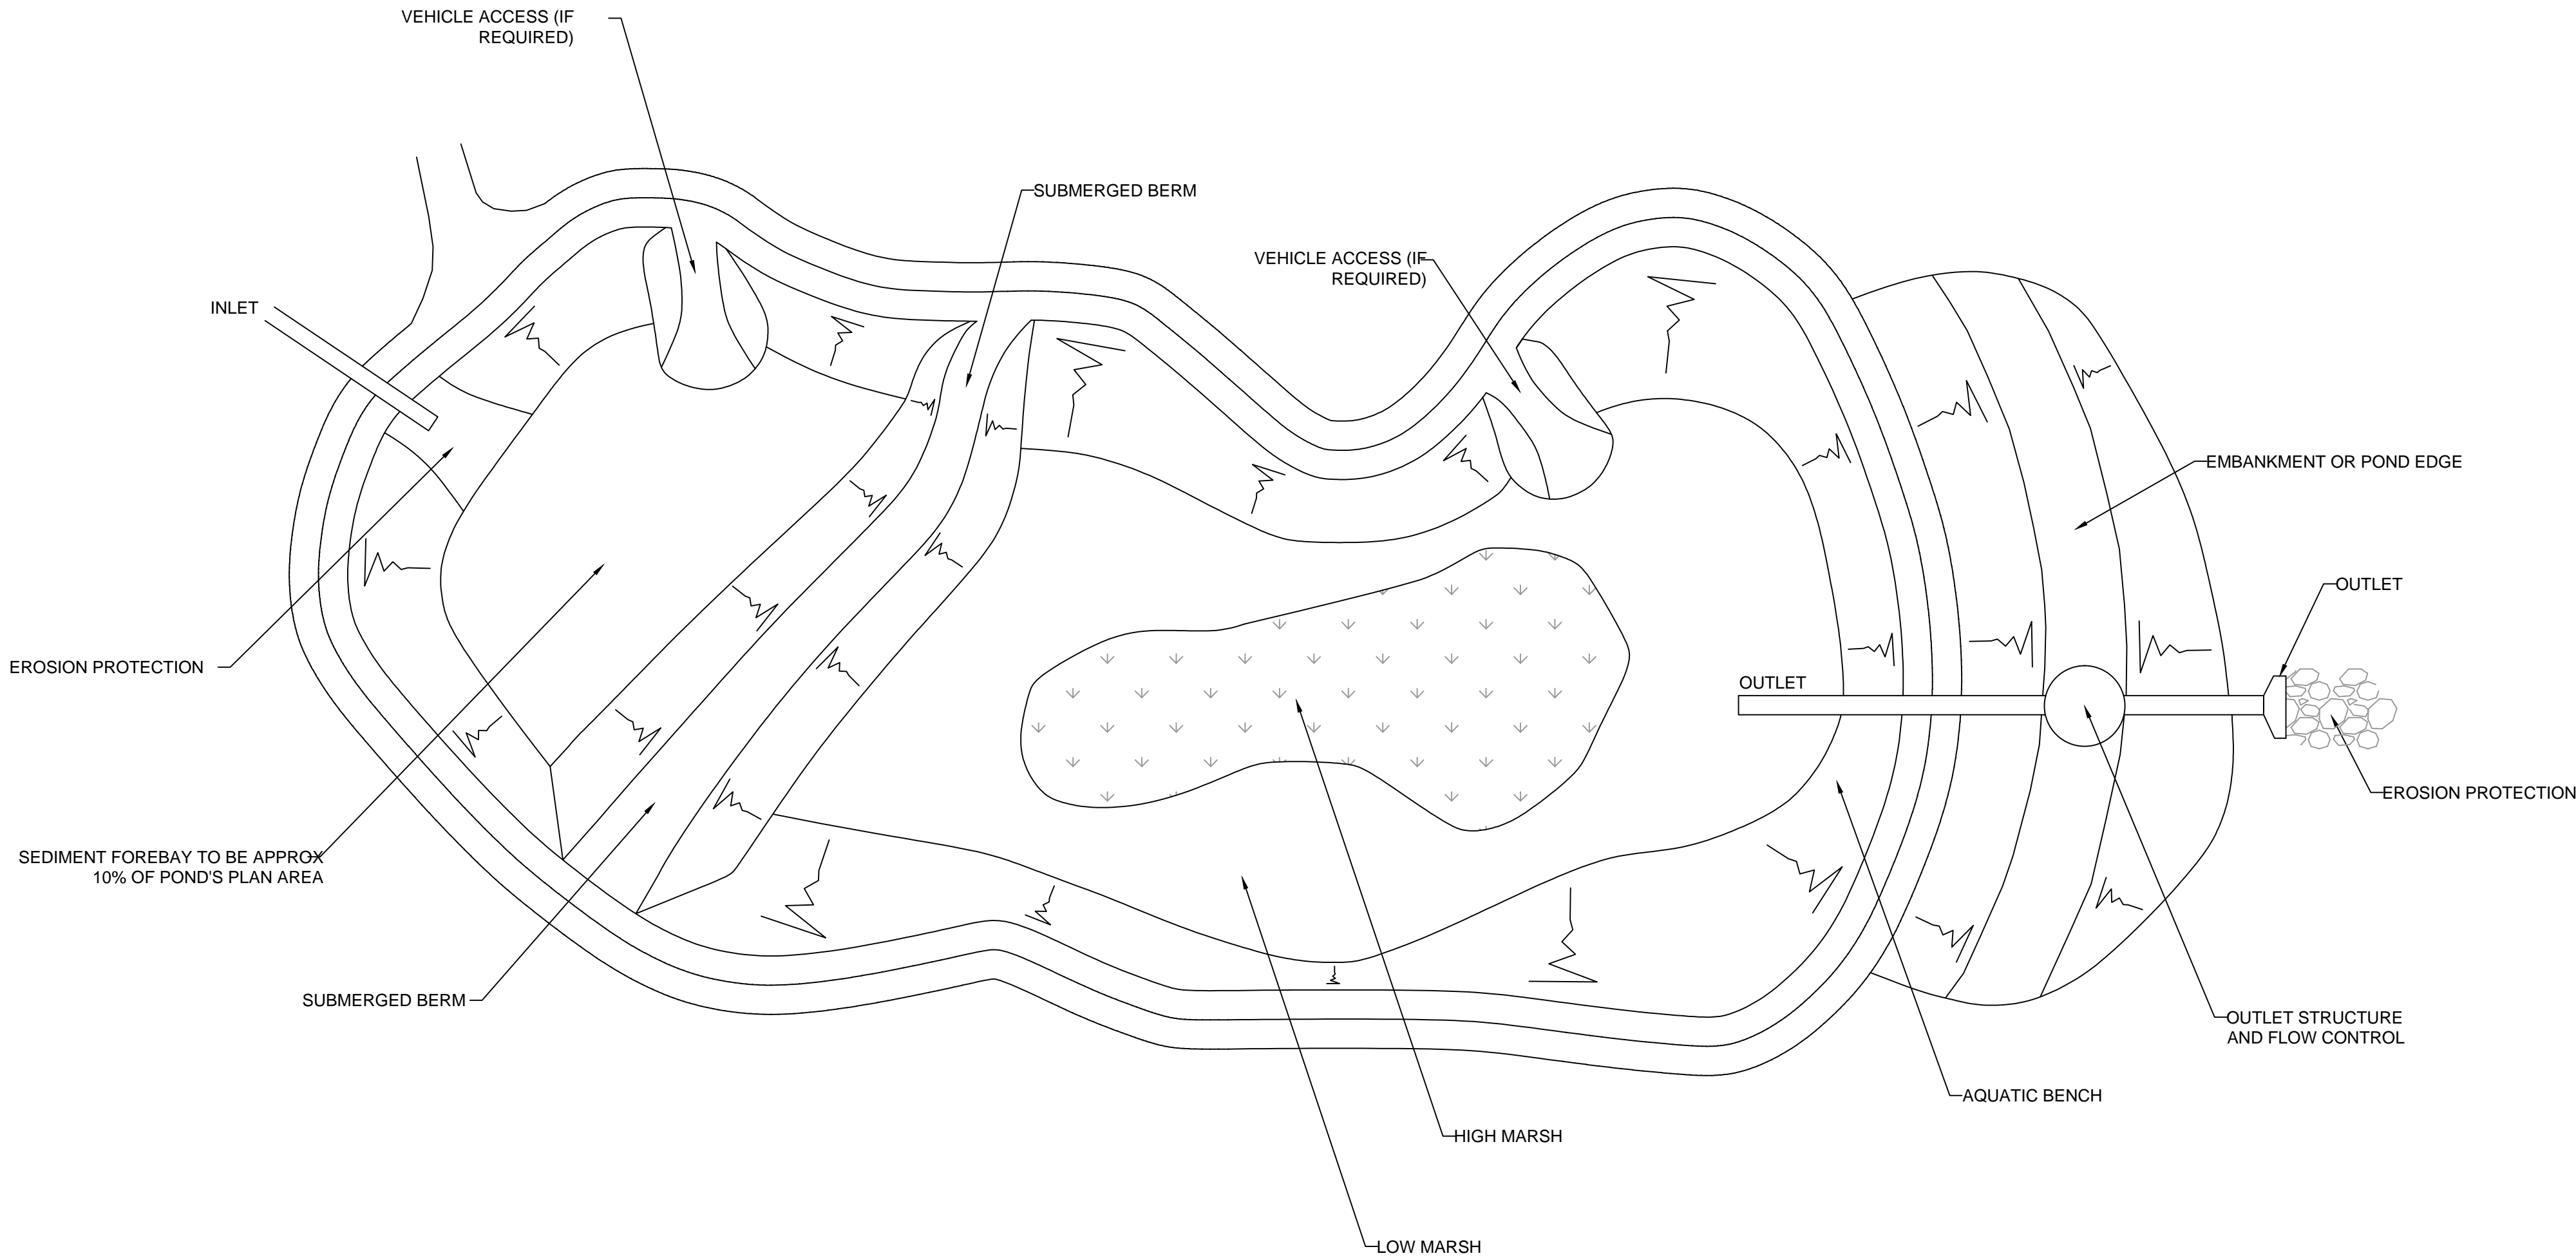 VEHICLE ACCESS (IF
REQUIRED)
SUBMERGED BERM
VEHICLE ACCESS (IF
REQUIRED)
INLET
EMBANKMENT OR POND EDGE
OUTLET
EROSION PROTECTION
OUTLET
EROSION PROTECTION
SEDIMENT FOREBAY TO BE APPROX
10% OF POND'S PLAN AREA
SUBMERGED BERM
OUTLET STRUCTURE
AND FLOW CONTROL
AQUATIC BENCH
HIGH MARSH
LOW MARSH